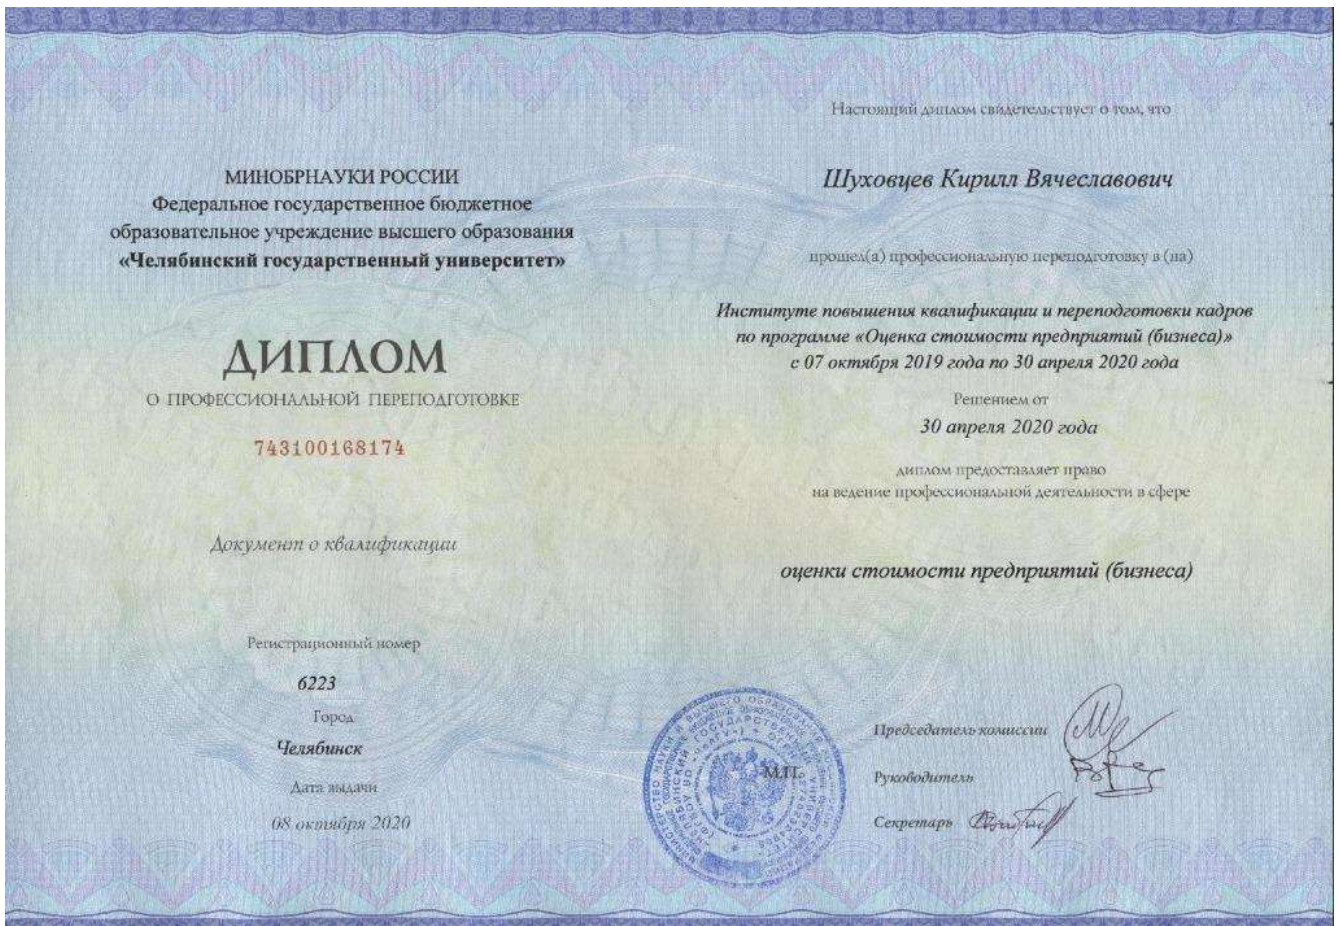 МИНОБРНАУКИ РОССИИ
Федеральное государственное бюджетное
образовательное учреждение высшего образования
«Челябинский государственный университет»
ДИПЛОМ
О ПРОФЕССИОНАЛЬНОЙ ПЕРЕПОДГОТОВКЕ
743100168174
Документ о квалификации
Регистрационный номер
6223
Город
Челябинск
Дата выдачи
08 октября 2020
Настоящий диплом свидетельствует о том, что
Шуховцев Кирилл Вячеславович
прошел(а) профессиональную переподготовку в (на)
Институте повышения квалификации и переподготовки кадров
по программе «Оценка стоимости предприятий (бизнеса)»
с 07 октября 2019 года по 30 апреля 2020 года
Решением от
30 апреля 2020 года
диплом предоставляет право
на ведение профессиональной деятельности в сфере
оценки стоимости предприятий (бизнеса)
Председатель комиссии
М.П.
Руководитель
Секретарь